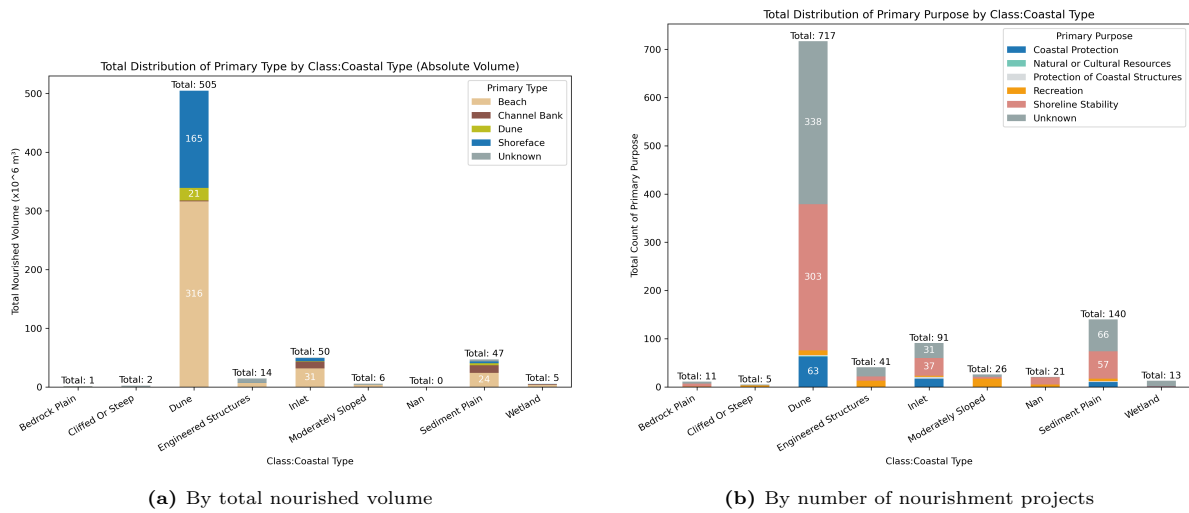 Total Distribution of Primary Type by Class:Coastal Type (Absolute Volume)
Total Nourished Volume (x10^6 m³)
500
400
300
200
100
0
Total: 1
Total: 2
Total: 505
165
21
316
Total: 14
Total: 50
31
Total: 6
Total: 0
Total: 47
24
Total: 5
Primary Type
Beach
Channel Bank
Dune
Shoreface
Unknown
Bedrock Plain
Cliffed Or Steep
Dune
Engineered Structures
Inlet
Moderately Sloped
Nan
Sediment Plain
Wetland
Class:Coastal Type
(a) By total nourished volume
Total Distribution of Primary Purpose by Class:Coastal Type
Total Count of Primary Purpose
700
600
500
400
300
200
100
0
Total: 11
Total: 5
Total: 717
338
303
63
Total: 41
Total: 91
31
37
Total: 26
Total: 21
Total: 140
66
57
Total: 13
Primary Purpose
Coastal Protection
Natural or Cultural Resources
Protection of Coastal Structures
Recreation
Shoreline Stability
Unknown
Bedrock Plain
Cliffed Or Steep
Dune
Engineered Structures
Inlet
Moderately Sloped
Nan
Sediment Plain
Wetland
Class:Coastal Type
(b) By number of nourishment projects